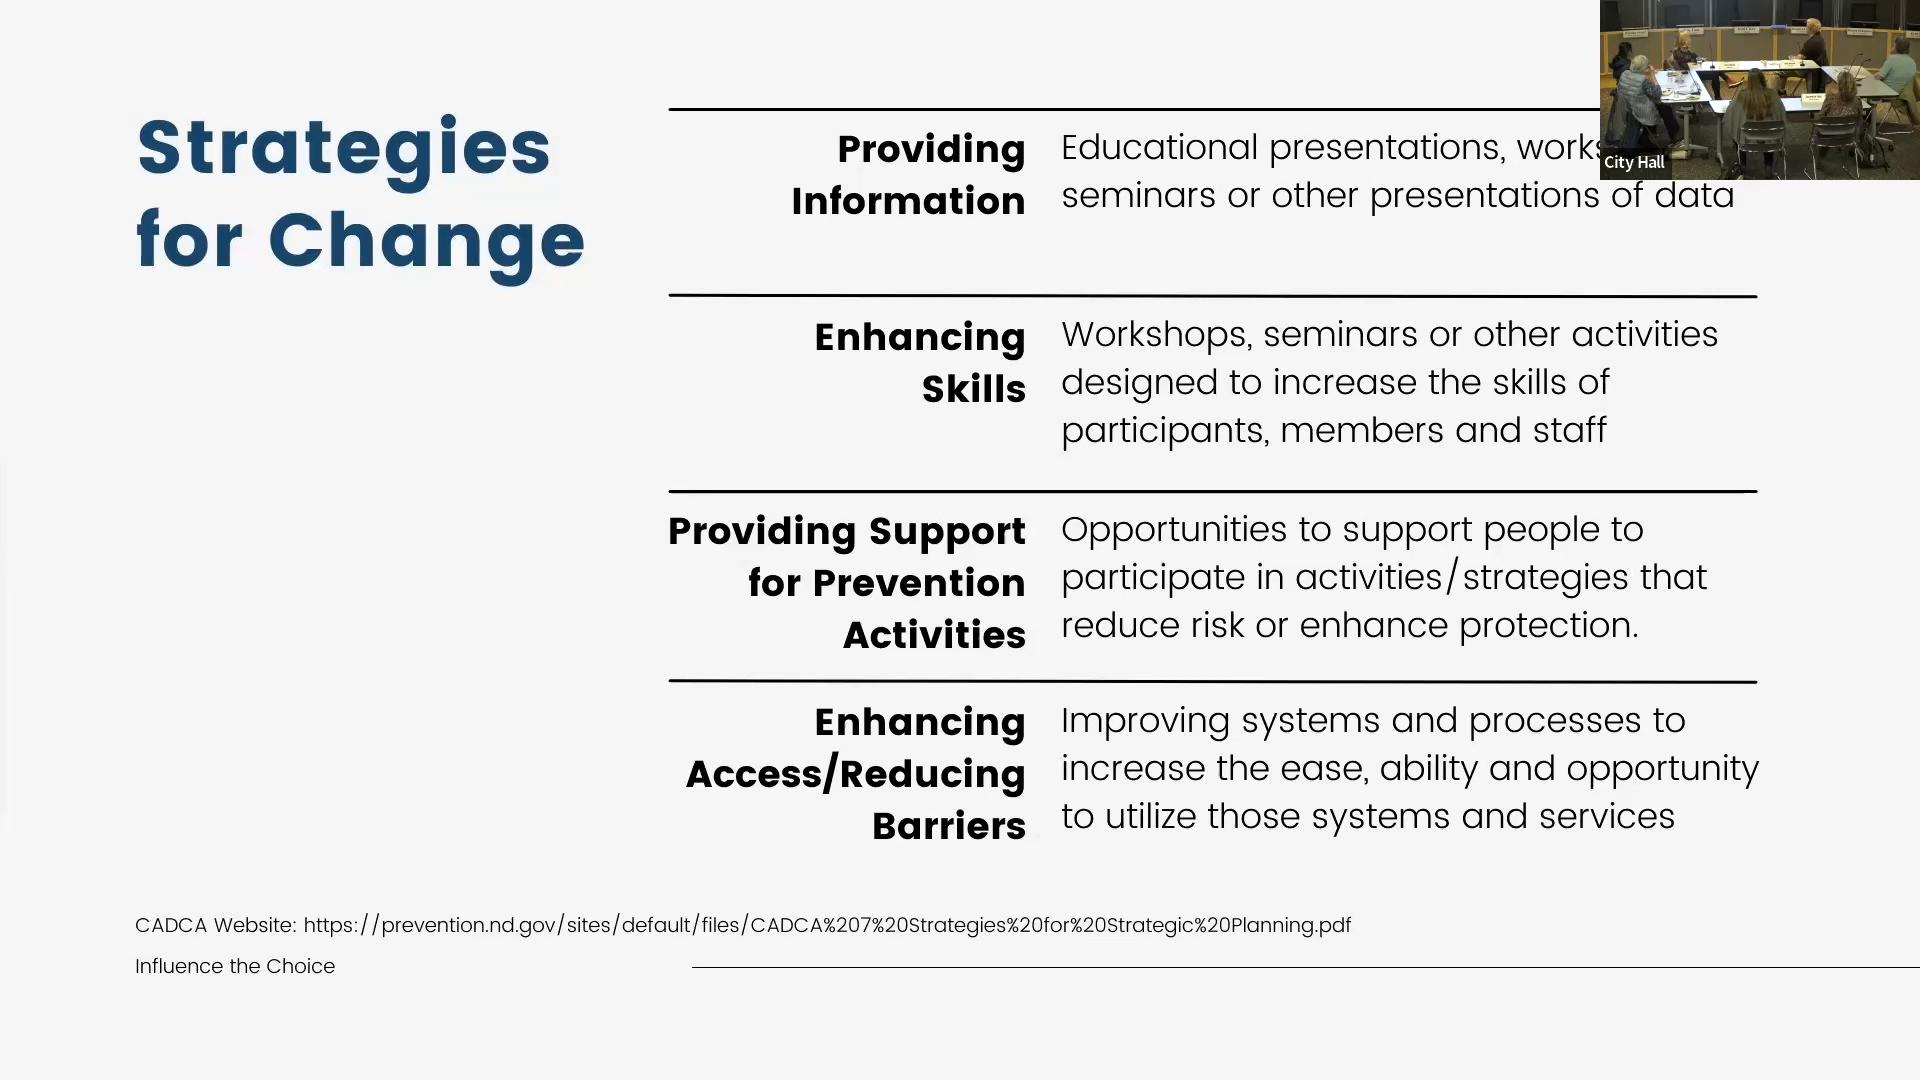 Strategies
for Change
Providing
Information
Educational presentations,
seminars or other presentations of data
Enhancing
Skills
Workshops, seminars or other activities
designed to increase the skills of
participants, members and staff
Providing Support
for Prevention
Activities
Opportunities to support people to
participate in activities/strategies that
reduce risk or enhance protection.
Enhancing
Access/Reducing
Barriers
Improving systems and processes to
increase the ease, ability and opportunity
to utilize those systems and services
CADCA Website: https://prevention.nd.gov/sites/default/files/CADCA%207%20Strategies%20for%20Strategic%20Planning.pdf
Influence the Choice
City Hall